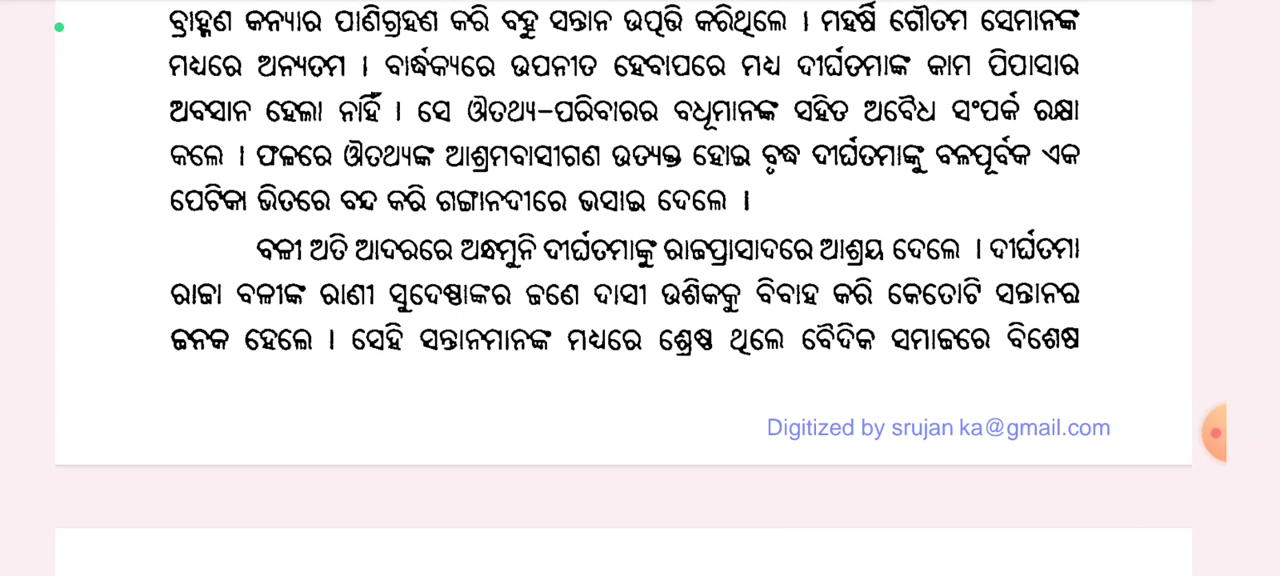 ବ୍ରାହ୍ମଣ କନ୍ୟାର ପାଣିଗ୍ରହଣ କରି ବହୁ ସନ୍ତାନ ଉତ୍ପତ୍ତି କରିଥିଲେ । ମହର୍ଷି ଗୌତମ ସେମାନଙ୍କ
ମଧ୍ୟରେ ଅନ୍ୟତମ । ବାର୍ଦ୍ଧକ୍ୟରେ ଉପନୀତ ହେବାପରେ ମଧ୍ୟ ଦୀର୍ଘତମାଙ୍କ କାମ ପିପାସାର
ଅବସାନ ହେଲା ନାହିଁ । ସେ ଔତଥ୍ୟ-ପରିବାରର ବଧୂମାନଙ୍କ ସହିତ ଅବୈଧ ସଂପର୍କ ରକ୍ଷା
କଲେ । ଫଳରେ ଔତଥ୍ୟଙ୍କ ଆଶ୍ରମବାସୀଗଣ ଉତ୍ୟକ୍ତ ହୋଇ ବୃଦ୍ଧ ଦୀର୍ଘତମାଙ୍କୁ ବଳପୂର୍ବକ ଏକ
ପେଟିକା ଭିତରେ ବନ୍ଦ କରି ଗଙ୍ଗାନଦୀରେ ଭସାଇ ଦେଲେ ।
ବଳୀ ଅତି ଆଦରରେ ଅନ୍ଧମୁନି ଦୀର୍ଘତମାଙ୍କୁ ରାଜପ୍ରାସାଦରେ ଆଶ୍ରୟ ଦେଲେ । ଦୀର୍ଘତମା
ରାଜା ବଳୀଙ୍କ ରାଣୀ ସୁଦେଷ୍ଣାଙ୍କର ଜଣେ ଦାସୀ ଉଶିକକୁ ବିବାହ କରି କେତୋଟି ସନ୍ତାନର
ଜନକ ହେଲେ । ସେହି ସନ୍ତାନମାନଙ୍କ ମଧ୍ୟରେ ଶ୍ରେଷ୍ଠ ଥିଲେ ବୈଦିକ ସମାଜରେ ବିଶେଷ
Digitized by srujan ka@gmail.com